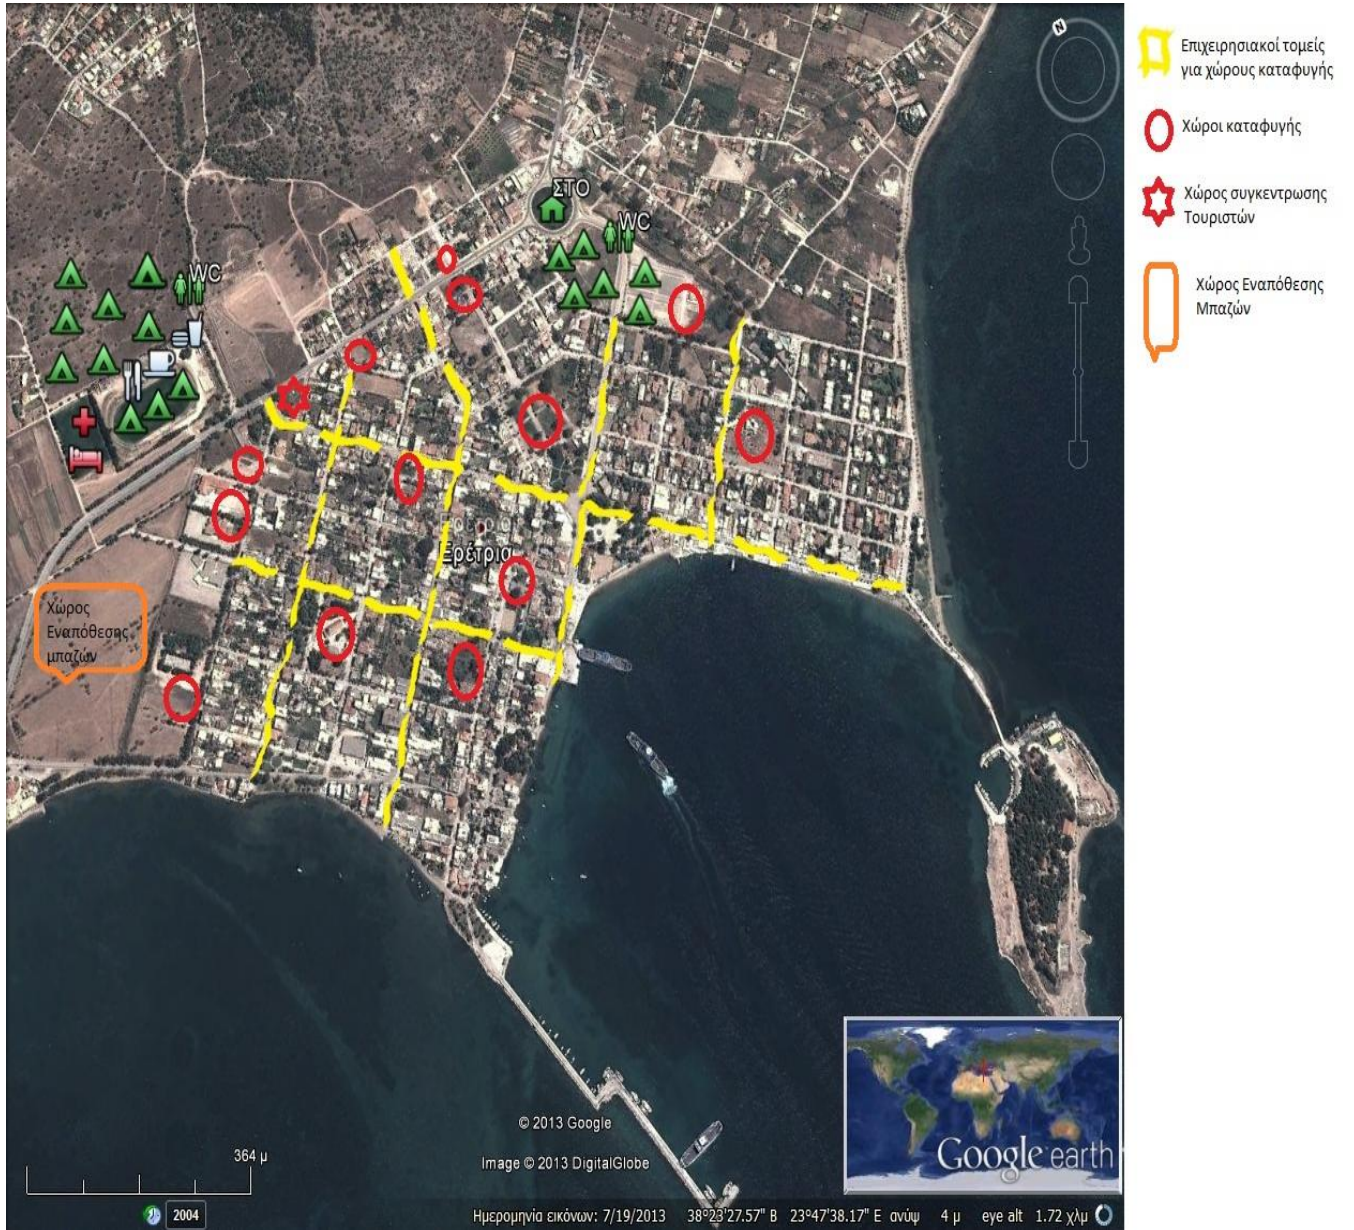 Επιχειρησιακοί τομείς
για χώρους καταφυγής
Χώροι καταφυγής
Χώρος συγκεντρωσης
Τουριστών
Χώρος Εναπόθεσης
Μπαζών
N
ΣΤΟ
WC
WC
Ερέτρια
Χώρος
Εναπόθεσης
μπαζών
© 2013 Google
Image © 2013 DigitalGlobe
Google earth
364 μ
2004
Ημερομηνία εικόνων: 7/19/2013 38°23'27.57" Β 23°47'38.17" Ε ανύψ 4 μ eye alt 1.72 χλμ